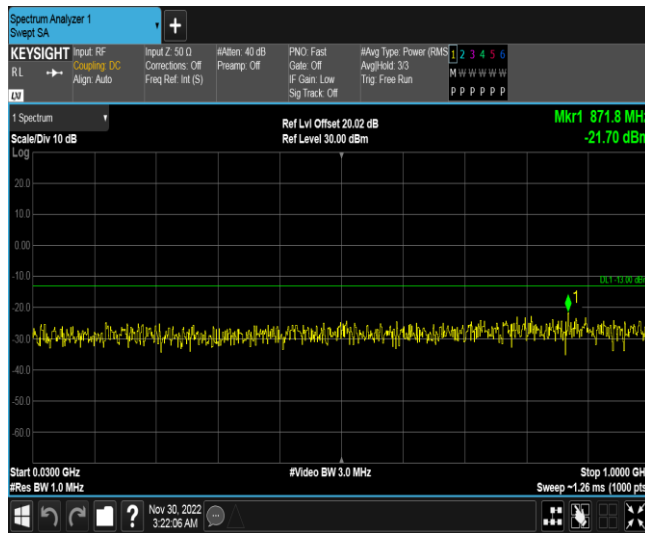 Spectrum Analyzer 1
Swept SA
+
KEYSIGHT
RL
LXI
Input: RF
Coupling: DC
Align: Auto
Input Z: 50 Ω
Corrections: Off
Freq Ref: Int (S)
#Atten: 40 dB
Preamp: Off
PNO: Fast
Gate: Off
IF Gain: Low
Sig Track: Off
#Avg Type: Power (RMS
Avg|Hold: 3/3
Trig: Free Run
1 2 3 4 5 6
M W W W W W
P P P P P P
1 Spectrum
Scale/Div 10 dB
Log
Ref Lvl Offset 20.02 dB
Ref Level 30.00 dBm
Mkr1 871.8 MHz
-21.70 dBm
20.0
10.0
0.00
-10.0
DL1 -13.00 dBm
1
-20.0
-30.0
-40.0
-50.0
-60.0
Start 0.0300 GHz
#Res BW 1.0 MHz
#Video BW 3.0 MHz
Stop 1.0000 GH
Sweep ~1.26 ms (1000 pts
?
Nov 30, 2022
3:22:06 AM